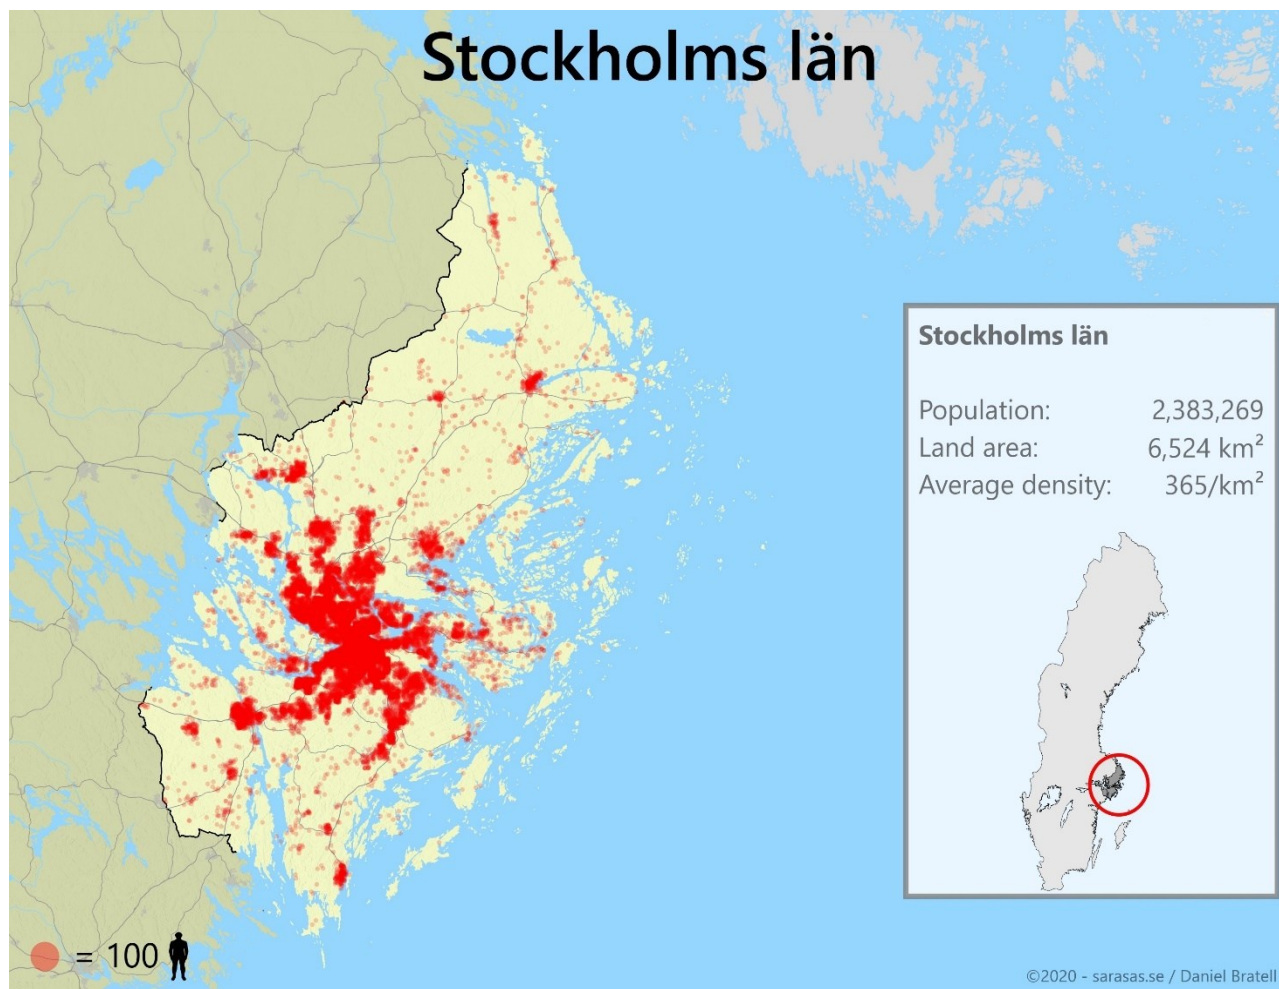 Stockholms län
Stockholms län
Population: 2,383,269
Land area: 6,524 km²
Average density: 365/km²
= 100
©2020 - sarasas.se / Daniel Bratell